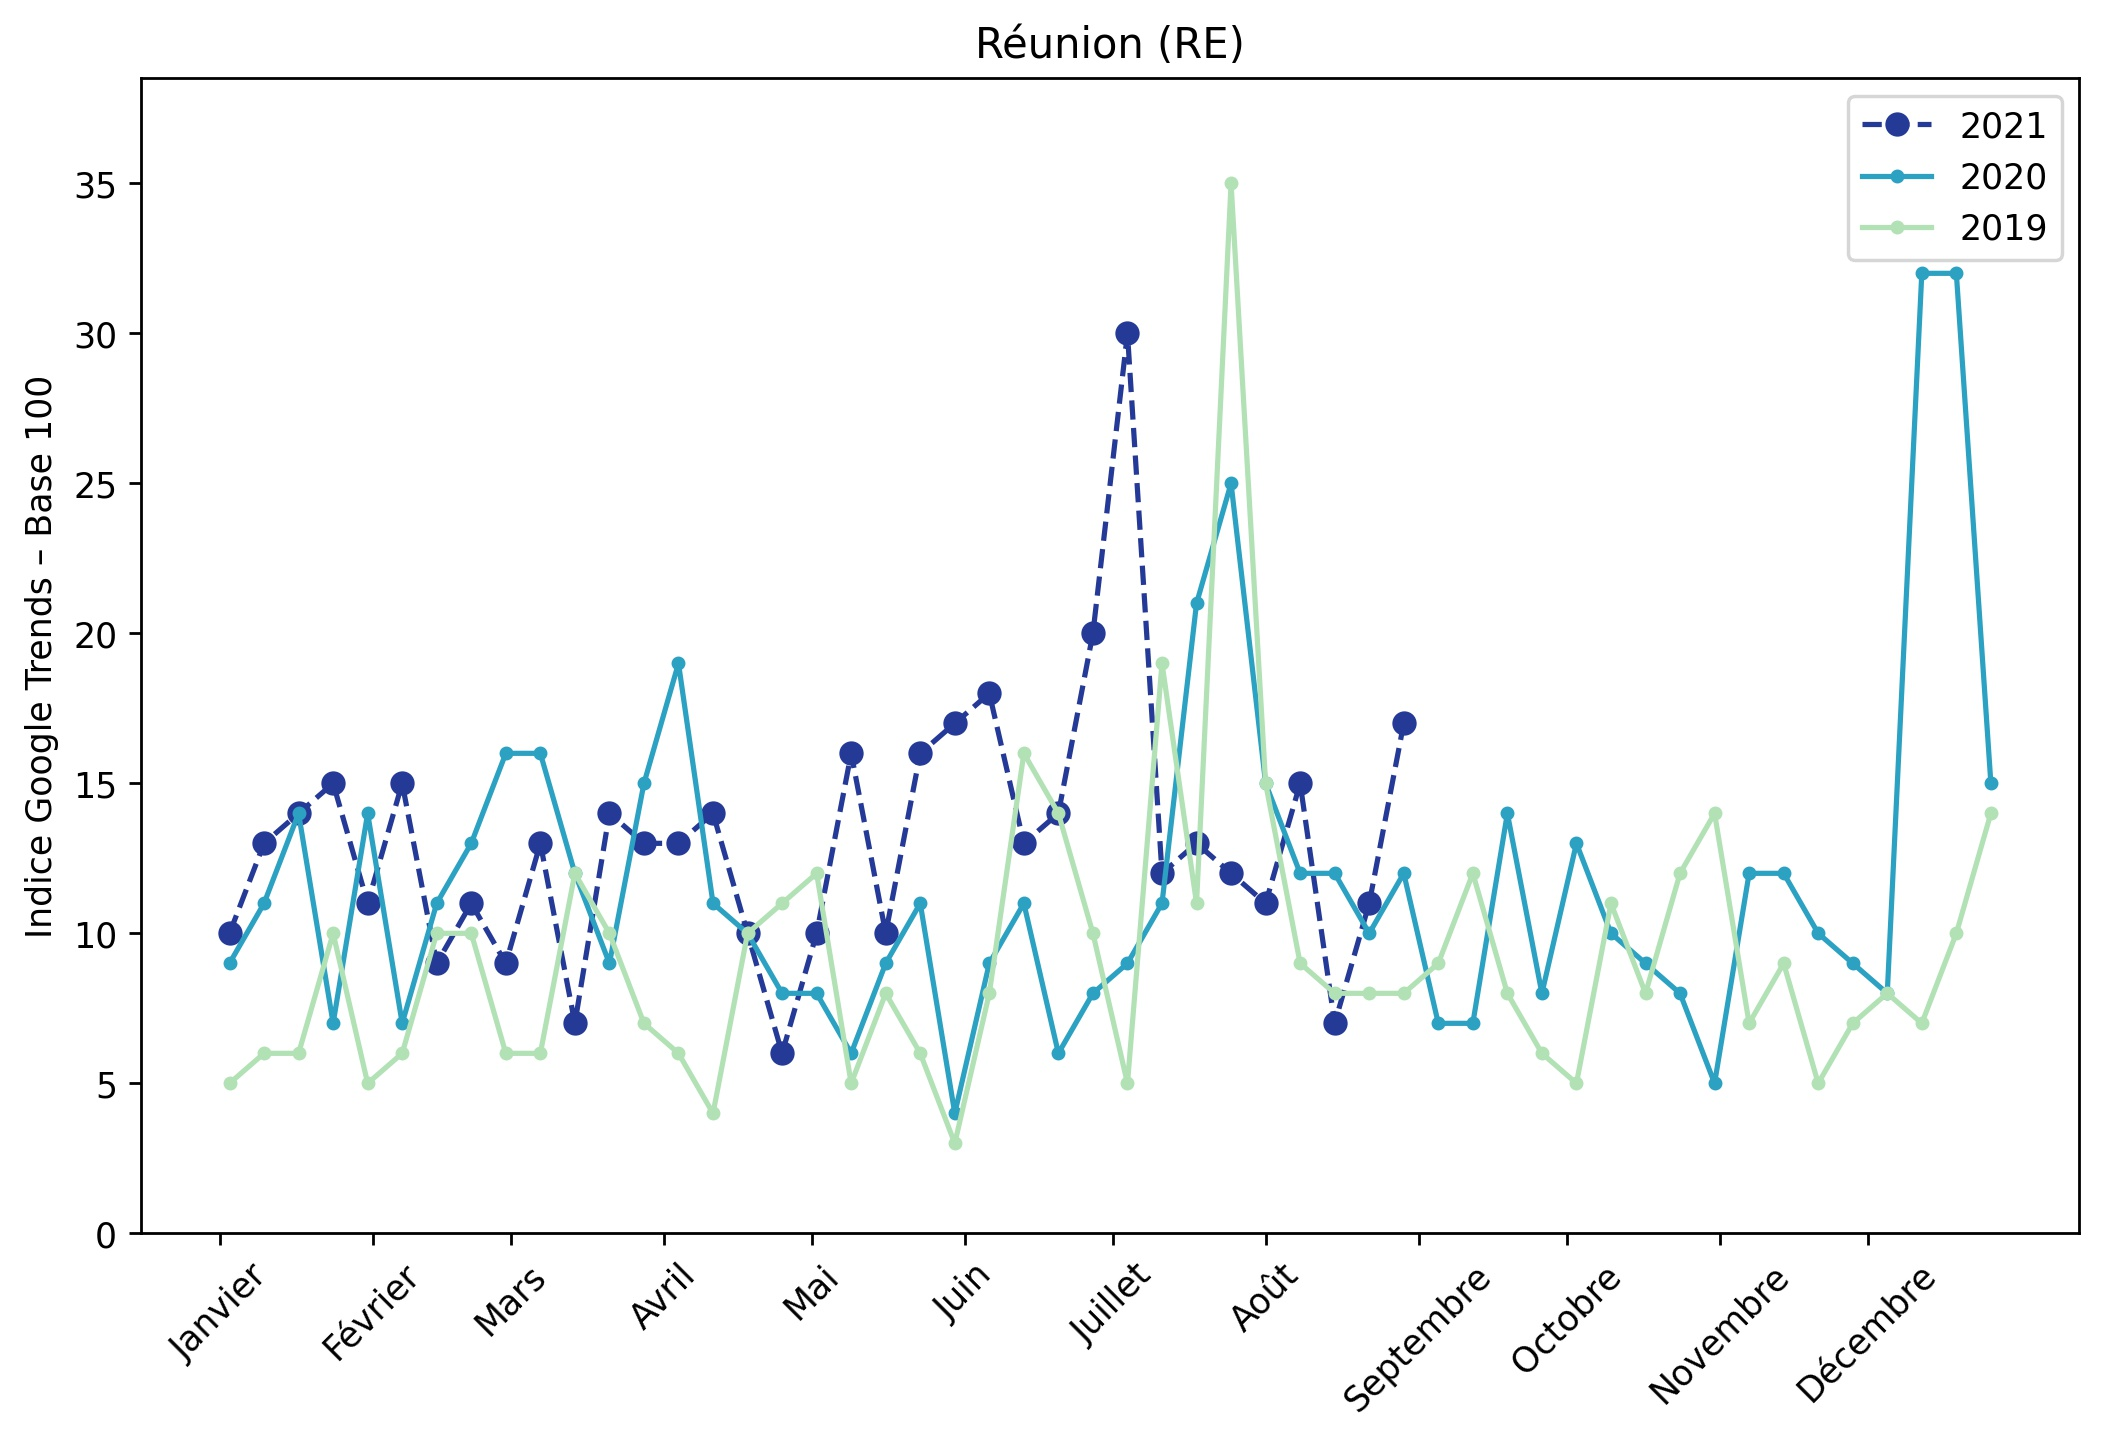 Réunion (RE)
2021
2020
2019
Indice Google Trends – Base 100
35
30
25
20
15
10
5
0
Janvier
Février
Mars
Avril
Mai
Juin
Juillet
Août
Septembre
Octobre
Novembre
Décembre